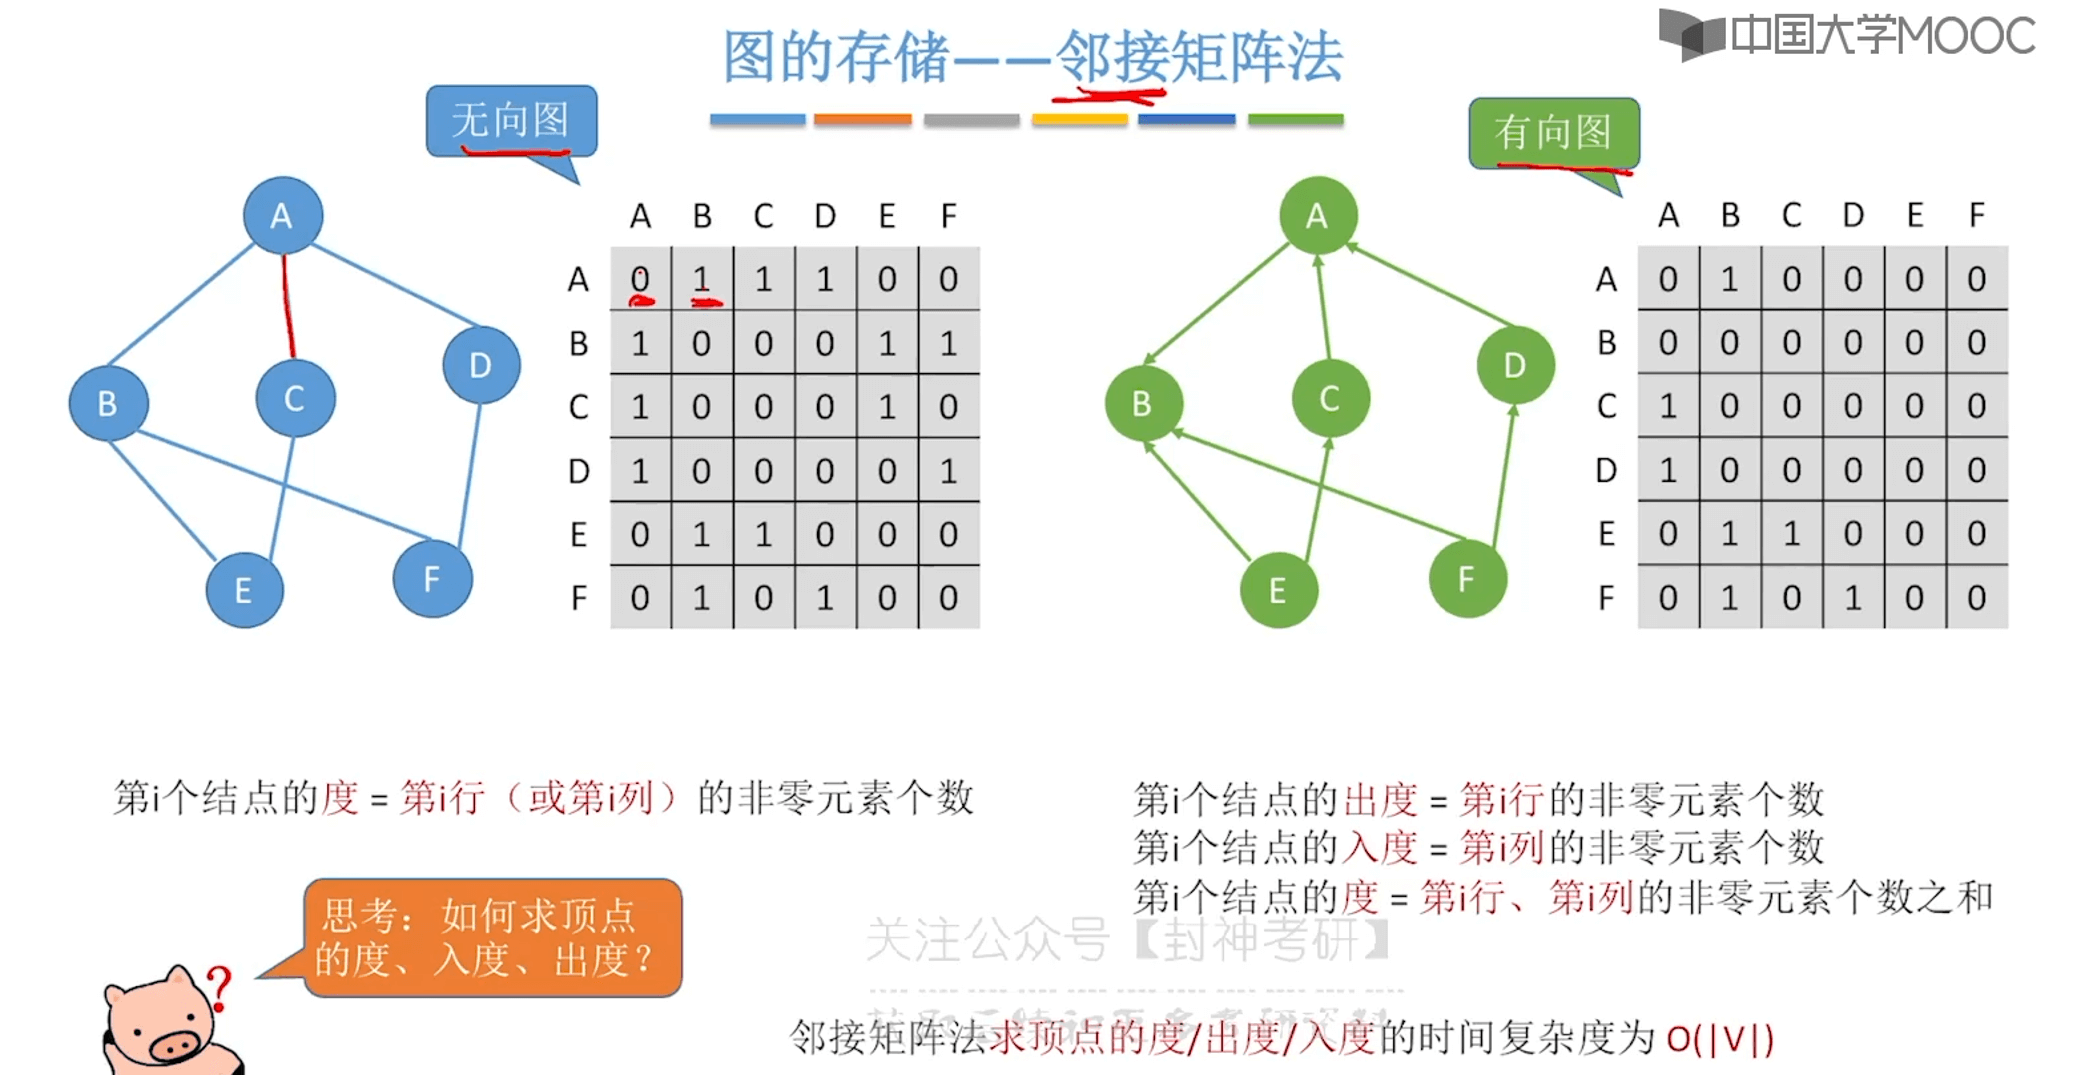 图的存储——邻接矩阵法
中国大学MOOC
无向图
有向图
A
B
C
D
E
F
A B C D E F
A 0 1 1 1 0 0
B 1 0 0 0 1 1
C 1 0 0 0 1 0
D 1 0 0 0 0 1
E 0 1 1 0 0 0
F 0 1 0 1 0 0
A
B
C
D
E
F
A B C D E F
A 0 1 0 0 0 0
B 0 0 0 0 0 0
C 1 0 0 0 0 0
D 1 0 0 0 0 0
E 0 1 1 0 0 0
F 0 1 0 1 0 0
第i个结点的度 = 第i行（或第i列）的非零元素个数
第i个结点的出度 = 第i行的非零元素个数
第i个结点的入度 = 第i列的非零元素个数
第i个结点的度 = 第i行、第i列的非零元素个数之和
思考：如何求顶点
的度、入度、出度？
?
关注公众号【封神考研】
邻接矩阵法求顶点的度/出度/入度的时间复杂度为 O(|V|)